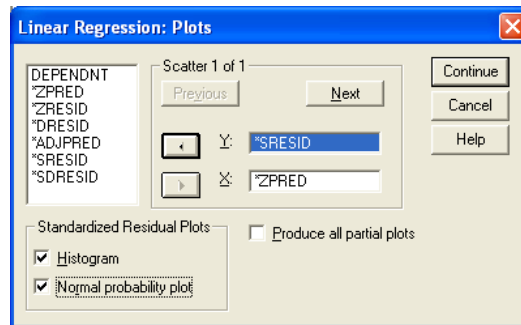 Linear Regression: Plots
DEPENDNT
*ZPRED
*ZRESID
*DRESID
*ADJPRED
*SRESID
*SDRESID
Scatter 1 of 1
Previous
Next
Y:
*SRESID
X:
*ZPRED
Continue
Cancel
Help
Standardized Residual Plots
Histogram
Normal probability plot
Produce all partial plots